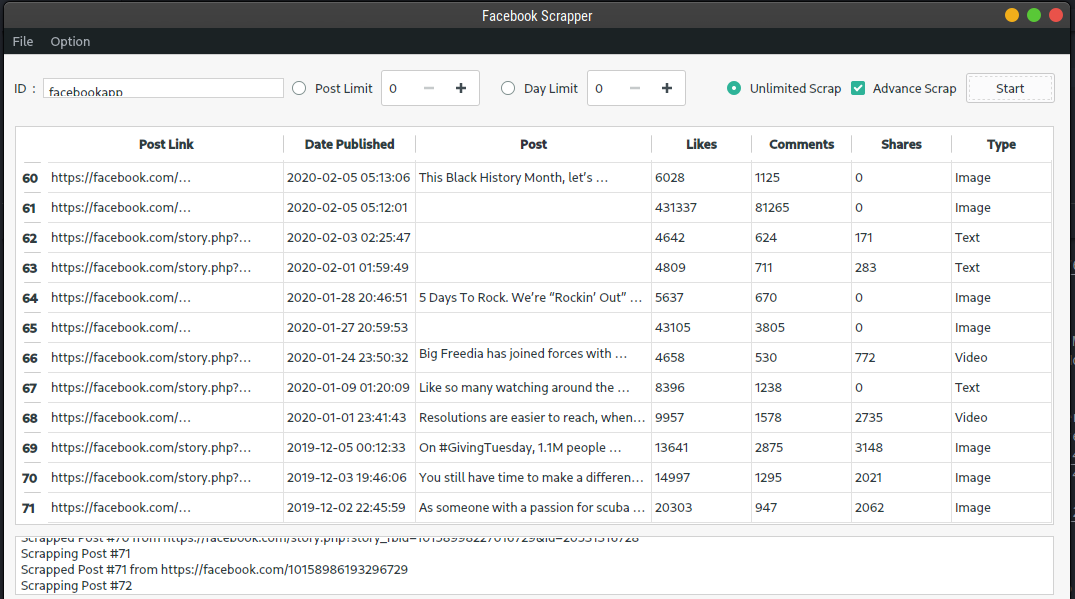 Facebook Scrapper
File Option
ID : facebookapp Post Limit 0 Day Limit 0 Unlimited Scrap Advance Scrap Start
Post Link Date Published Post Likes Comments Shares Type
60 https://facebook.com/… 2020-02-05 05:13:06 This Black History Month, let’s … 6028 1125 0 Image
61 https://facebook.com/… 2020-02-05 05:12:01 431337 81265 0 Image
62 https://facebook.com/story.php?… 2020-02-03 02:25:47 4642 624 171 Text
63 https://facebook.com/story.php?… 2020-02-01 01:59:49 4809 711 283 Text
64 https://facebook.com/… 2020-01-28 20:46:51 5 Days To Rock. We’re “Rockin’ Out” … 5637 670 0 Image
65 https://facebook.com/… 2020-01-27 20:59:53 43105 3805 0 Image
66 https://facebook.com/story.php?… 2020-01-24 23:50:32 Big Freedia has joined forces with … 4658 530 772 Video
67 https://facebook.com/story.php?… 2020-01-09 01:20:09 Like so many watching around the … 8396 1238 0 Text
68 https://facebook.com/… 2020-01-01 23:41:43 Resolutions are easier to reach, when… 9957 1578 2735 Video
69 https://facebook.com/story.php?… 2019-12-05 00:12:33 On #GivingTuesday, 1.1M people … 13641 2875 3148 Image
70 https://facebook.com/story.php?… 2019-12-03 19:46:06 You still have time to make a differen… 14997 1295 2021 Image
71 https://facebook.com/… 2019-12-02 22:45:59 As someone with a passion for scuba … 20303 947 2062 Image
Scrapped Post #70 from
Scrapping Post #71
Scrapped Post #71 from https://facebook.com/10158986193296729
Scrapping Post #72